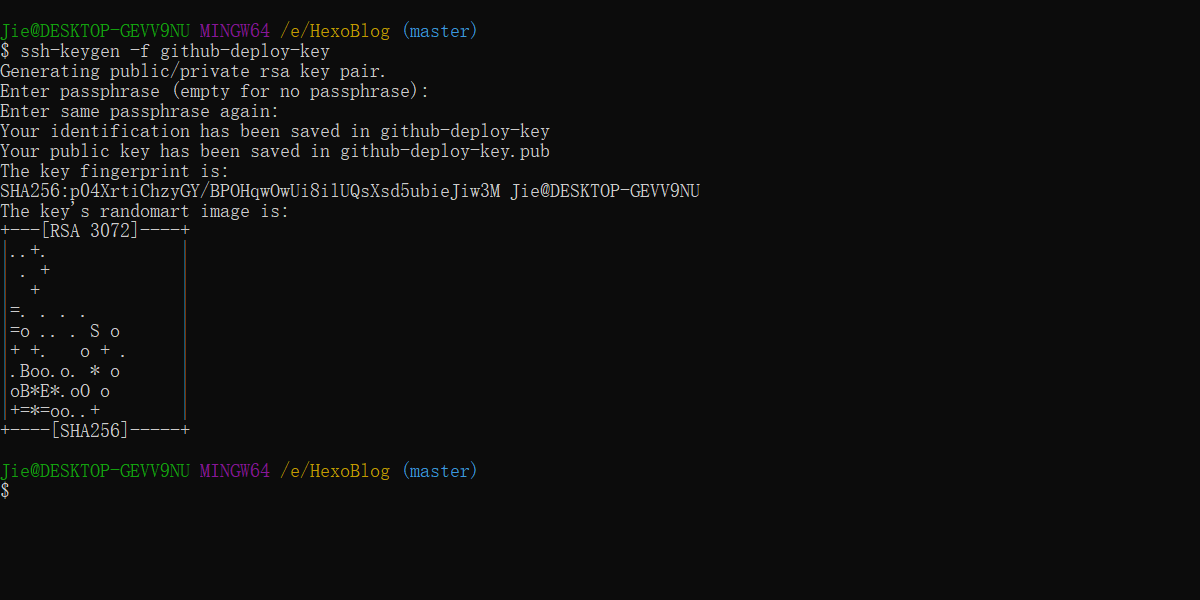 Jie@DESKTOP-GEVV9NU MINGW64 /e/HexoBlog (master)
$ ssh-keygen -f github-deploy-key
Generating public/private rsa key pair.
Enter passphrase (empty for no passphrase):
Enter same passphrase again:
Your identification has been saved in github-deploy-key
Your public key has been saved in github-deploy-key.pub
The key fingerprint is:
SHA256:p04XrtiChzyGY/BPOHqwOwUi8ilUQsXsd5ubieJiw3M Jie@DESKTOP-GEVV9NU
The key's randomart image is:
+---[RSA 3072]----+
|..+.             |
| . +             |
|  +              |
|=. . . .         |
|=o .. . S o      |
|+ +.   o + .     |
|.Boo.o. * o      |
|oB*E*.oO o       |
|+=*=oo..+        |
+----[SHA256]-----+
Jie@DESKTOP-GEVV9NU MINGW64 /e/HexoBlog (master)
$